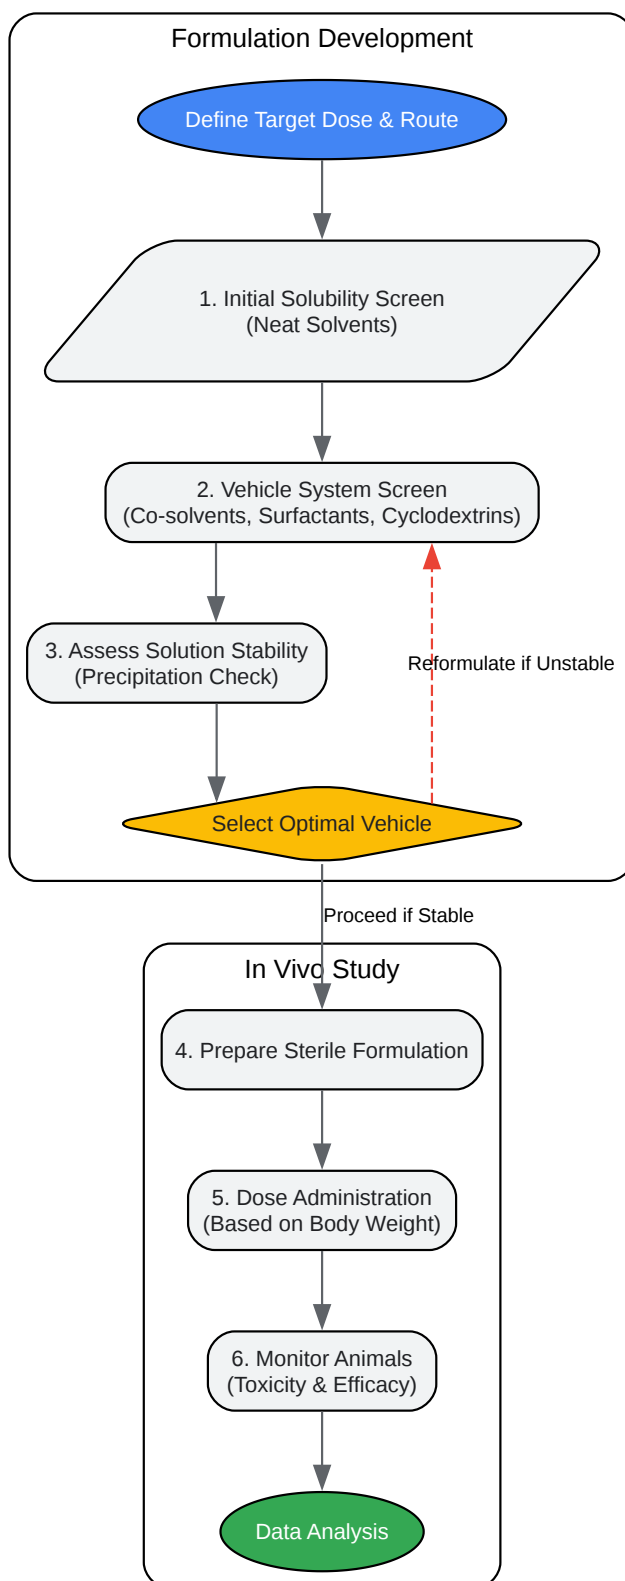 Formulation Development
Define Target Dose & Route
1. Initial Solubility Screen
(Neat Solvents)
2. Vehicle System Screen
(Co-solvents, Surfactants, Cyclodextrins)
3. Assess Solution Stability
(Precipitation Check)
Reformulate if Unstable
Select Optimal Vehicle
Proceed if Stable
In Vivo Study
4. Prepare Sterile Formulation
5. Dose Administration
(Based on Body Weight)
6. Monitor Animals
(Toxicity & Efficacy)
Data Analysis